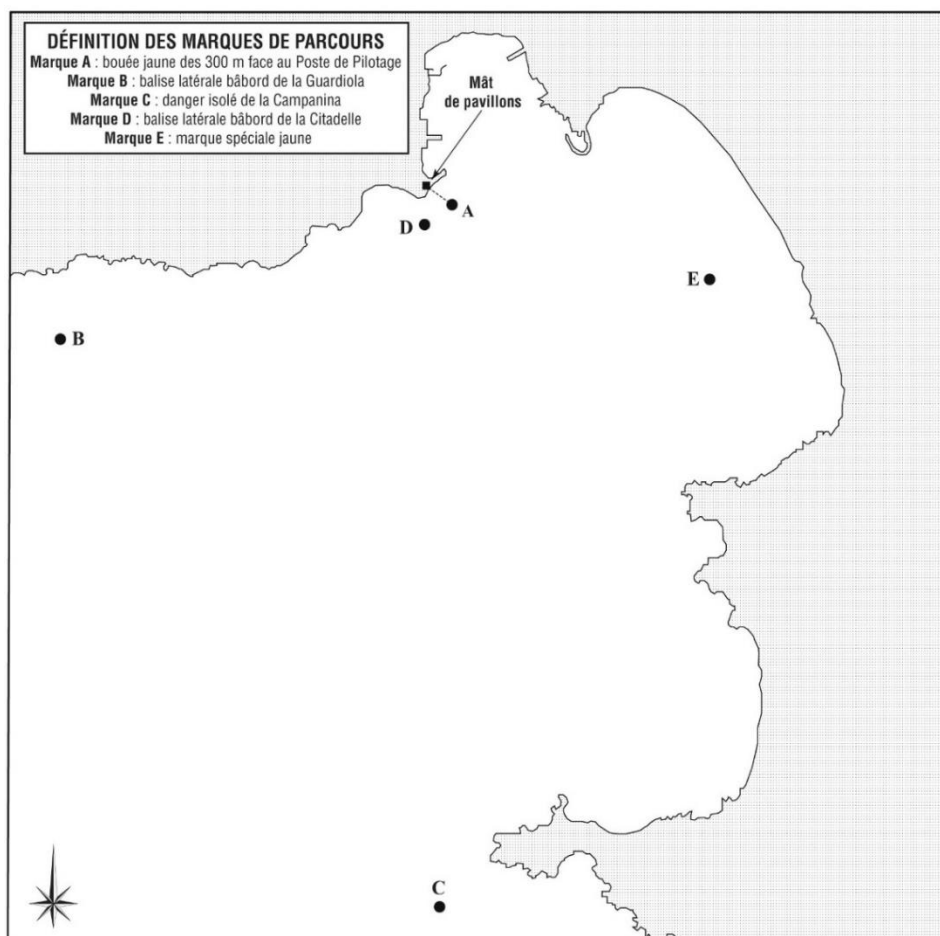 DÉFINITION DES MARQUES DE PARCOURS
Marque A : bouée jaune des 300 m face au Poste de Pilotage
Marque B : balise latérale bâbord de la Guardiola
Marque C : danger isolé de la Campanina
Marque D : balise latérale bâbord de la Citadelle
Marque E : marque spéciale jaune
Mât
de pavillons
A
D
E
B
C